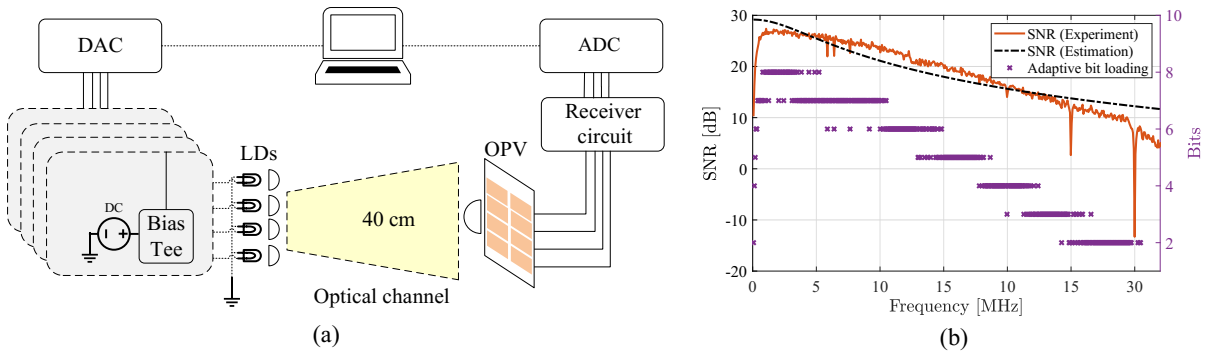 DAC
ADC
Receiver
circuit
LDs
OPV
DC
Bias
Tee
40 cm
Optical channel
(a)
30
20
10
0
-10
-20
SNR [dB]
0
5
10
15
10
15
30
Frequency [MHz]
10
8
6
4
2
Bits
SNR (Experiment)
SNR (Estimation)
Adaptive bit loading
(b)